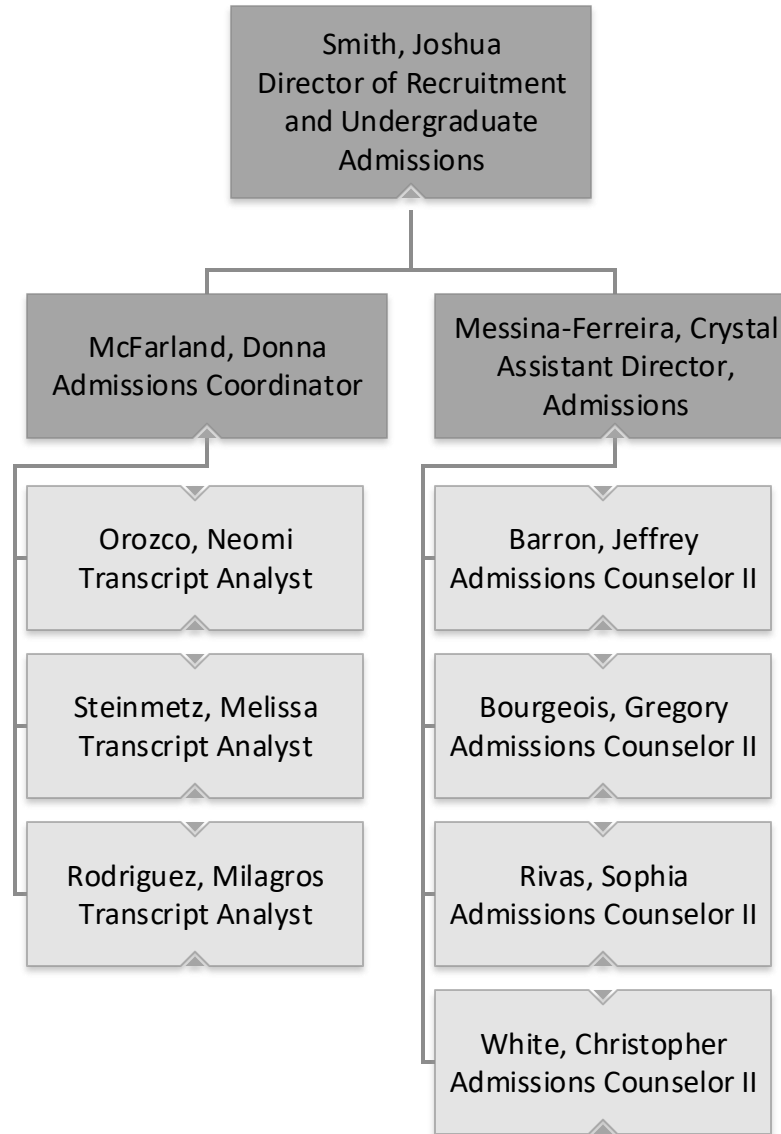 Smith, Joshua
Director of Recruitment
and Undergraduate
Admissions
McFarland, Donna
Admissions Coordinator
Messina-Ferreira, Crystal
Assistant Director,
Admissions
Orozco, Neomi
Transcript Analyst
Steinmetz, Melissa
Transcript Analyst
Rodriguez, Milagros
Transcript Analyst
Barron, Jeffrey
Admissions Counselor II
Bourgeois, Gregory
Admissions Counselor II
Rivas, Sophia
Admissions Counselor II
White, Christopher
Admissions Counselor II